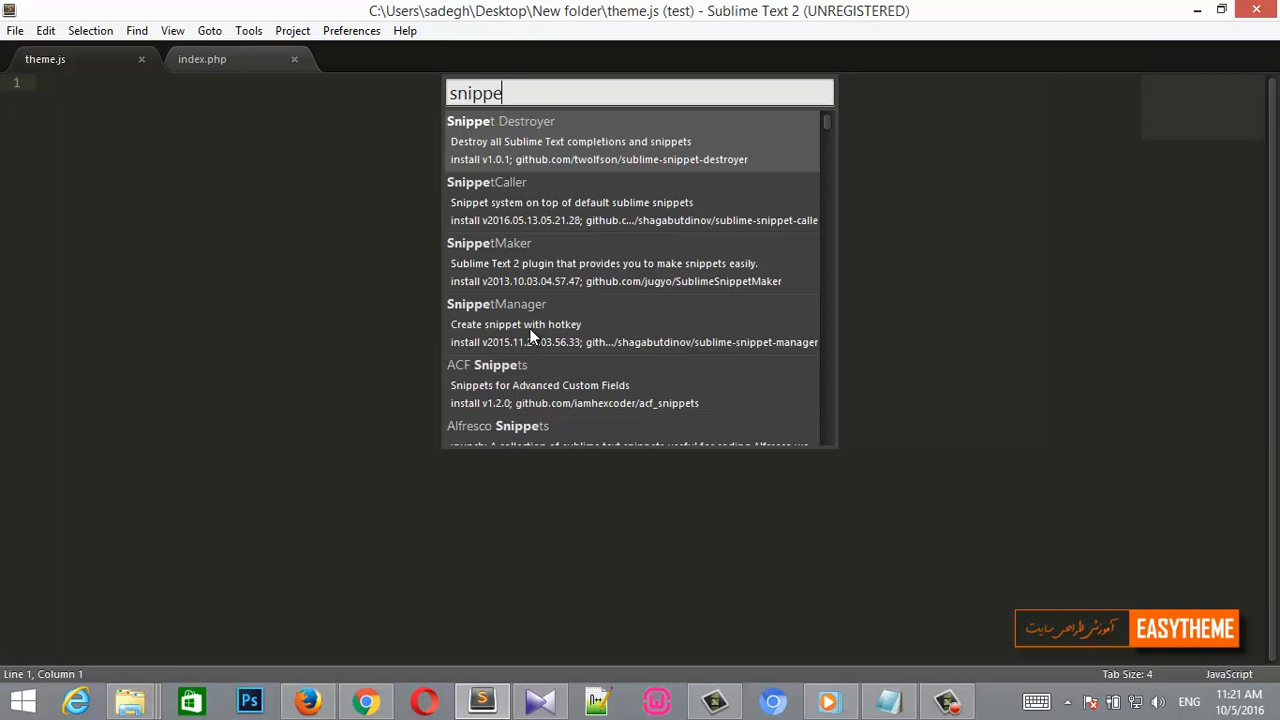 C:\Users\sadegh\Desktop\New folder\theme.js (test) - Sublime Text 2 (UNREGISTERED)
File Edit Selection Find View Goto Tools Project Preferences Help
theme.js index.php
1
snippe
Snippet Destroyer
Destroy all Sublime Text completions and snippets
install v1.0.1; github.com/twolfson/sublime-snippet-destroyer
SnippetCaller
Snippet system on top of default sublime snippets
install v2016.05.13.05.21.28; github.c.../shagabutdinov/sublime-snippet-calle
SnippetMaker
Sublime Text 2 plugin that provides you to make snippets easily.
install v2013.10.03.04.57.47; github.com/jugyo/SublimeSnippetMaker
SnippetManager
Create snippet with hotkey
install 03.56.33; gith.../shagabutdinov/sublime-snippet-manager
ACF Snippets
Snippets for Advanced Custom Fields
install v1.2.0; github.com/iamhexcoder/acf_snippets
Alfresco Snippets
آموزش طراحی سایت EASYTHEME
Line 1, Column 1 Tab Size: 4 JavaScript
Ps S ENG
11:21 AM
10/5/2016